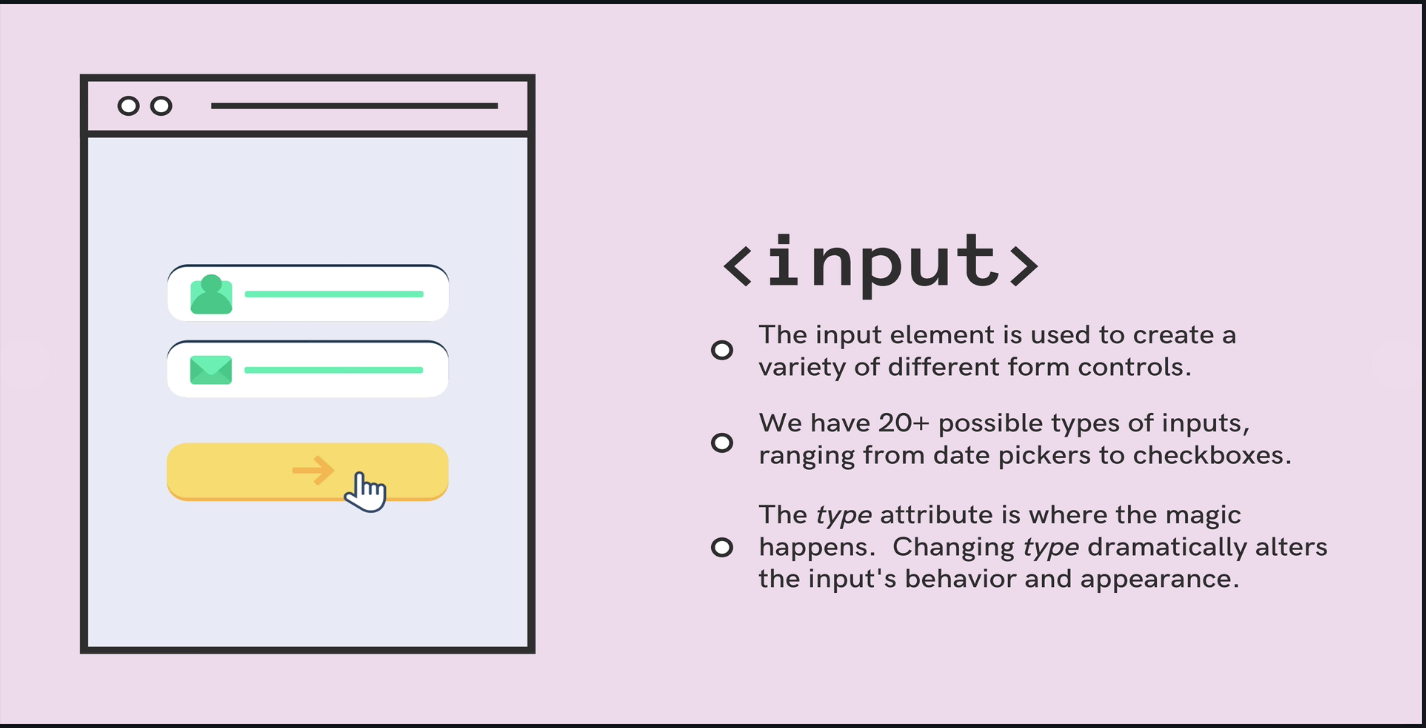 <input>
The input element is used to create a
variety of different form controls.
We have 20+ possible types of inputs,
ranging from date pickers to checkboxes.
The type attribute is where the magic
happens.  Changing type dramatically alters
the input's behavior and appearance.